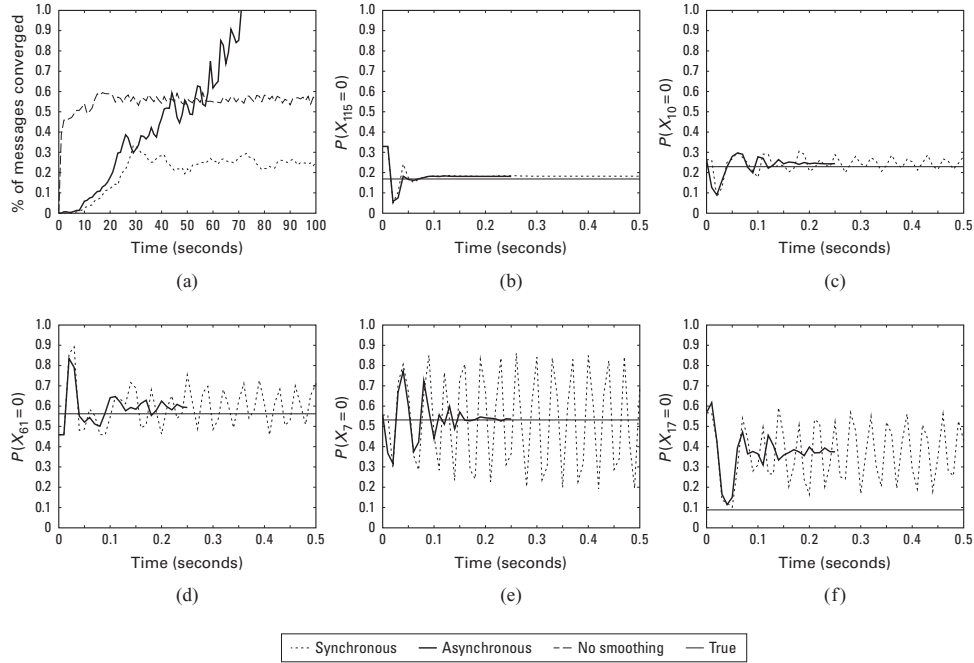 % of messages converged
1.0
0.9
0.8
0.7
0.6
0.5
0.4
0.3
0.2
0.1
0
0 10 20 30 40 50 60 70 80 90 100
Time (seconds)
(a)
P(X115 = 0)
1.0
0.9
0.8
0.7
0.6
0.5
0.4
0.3
0.2
0.1
0
0 0.1 0.2 0.3 0.4 0.5
Time (seconds)
(b)
P(X10 = 0)
1.0
0.9
0.8
0.7
0.6
0.5
0.4
0.3
0.2
0.1
0
0 0.1 0.2 0.3 0.4 0.5
Time (seconds)
(c)
P(X61 = 0)
1.0
0.9
0.8
0.7
0.6
0.5
0.4
0.3
0.2
0.1
0
0 0.1 0.2 0.3 0.4 0.5
Time (seconds)
(d)
P(X7 = 0)
1.0
0.9
0.8
0.7
0.6
0.5
0.4
0.3
0.2
0.1
0
0 0.1 0.2 0.3 0.4 0.5
Time (seconds)
(e)
P(X17 = 0)
1.0
0.9
0.8
0.7
0.6
0.5
0.4
0.3
0.2
0.1
0
0 0.1 0.2 0.3 0.4 0.5
Time (seconds)
(f)
Synchronous Asynchronous No smoothing True